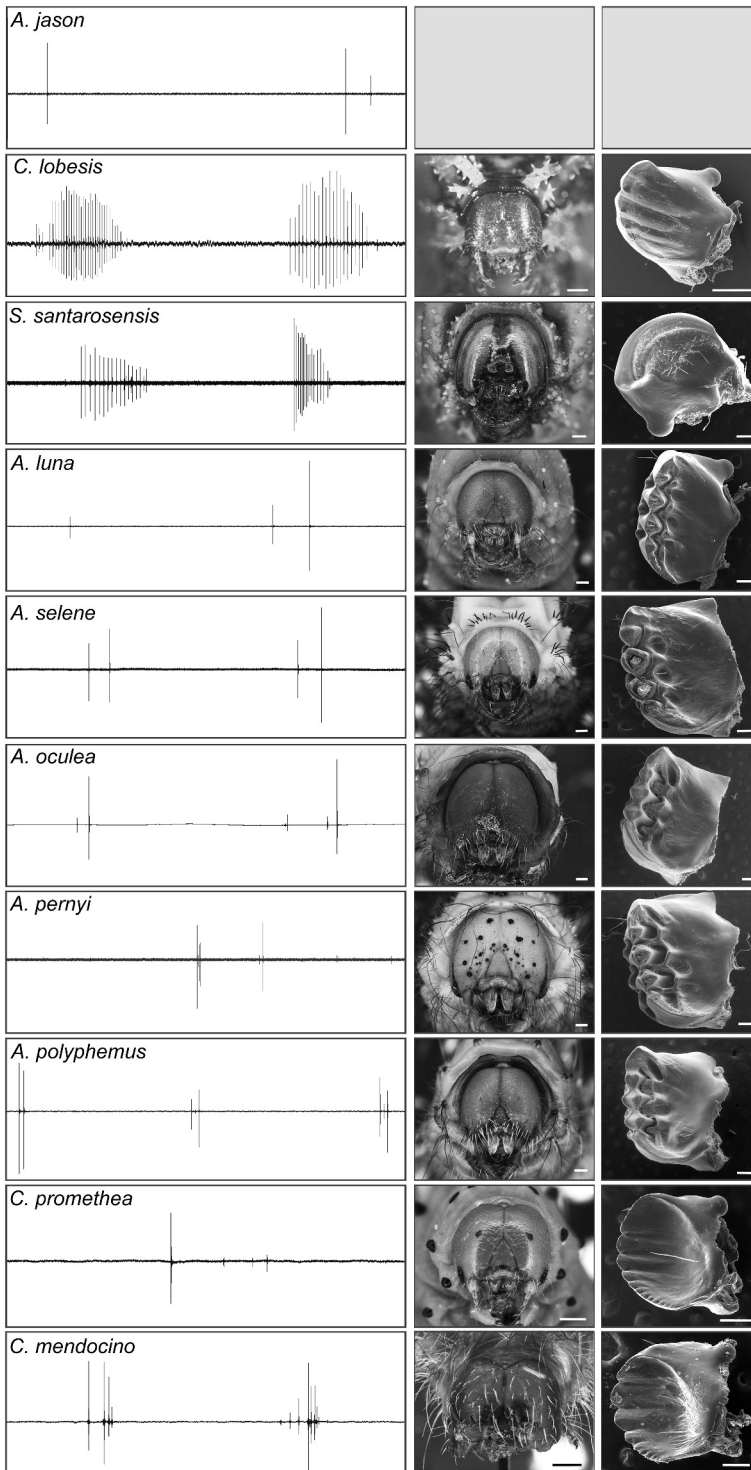 A. jason
C. lobesis
S. santarosensis
A. luna
A. selene
A. oculea
A. pernyi
A. polyphemus
C. promethea
C. mendocino